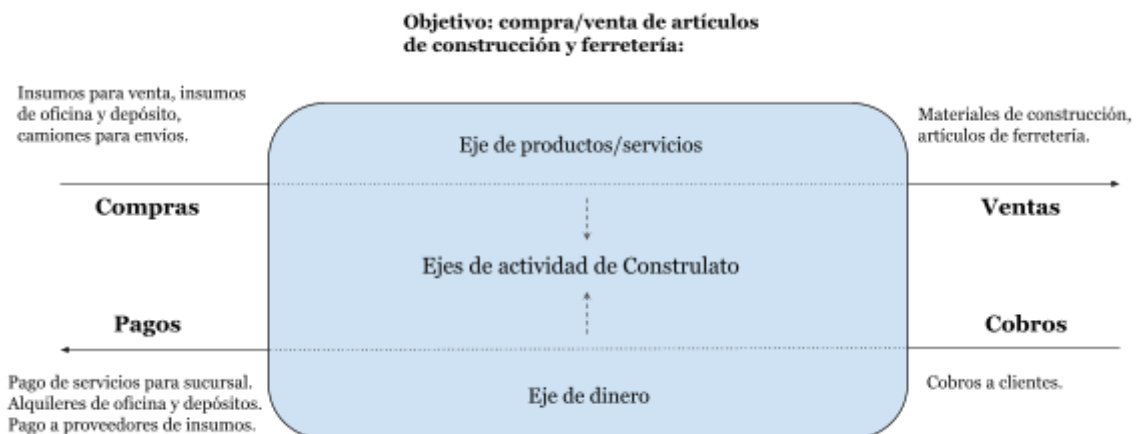 Objetivo: compra/venta de artículos
de construcción y ferretería:
Insumos para venta, insumos
de oficina y depósito,
camiones para envíos.
Eje de productos/servicios
Materiales de construcción,
artículos de ferretería.
Compras
Ventas
Ejes de actividad de Construlato
Pagos
Cobros
Pago de servicios para sucursal.
Alquileres de oficina y depósitos.
Pago a proveedores de insumos.
Eje de dinero
Cobros a clientes.